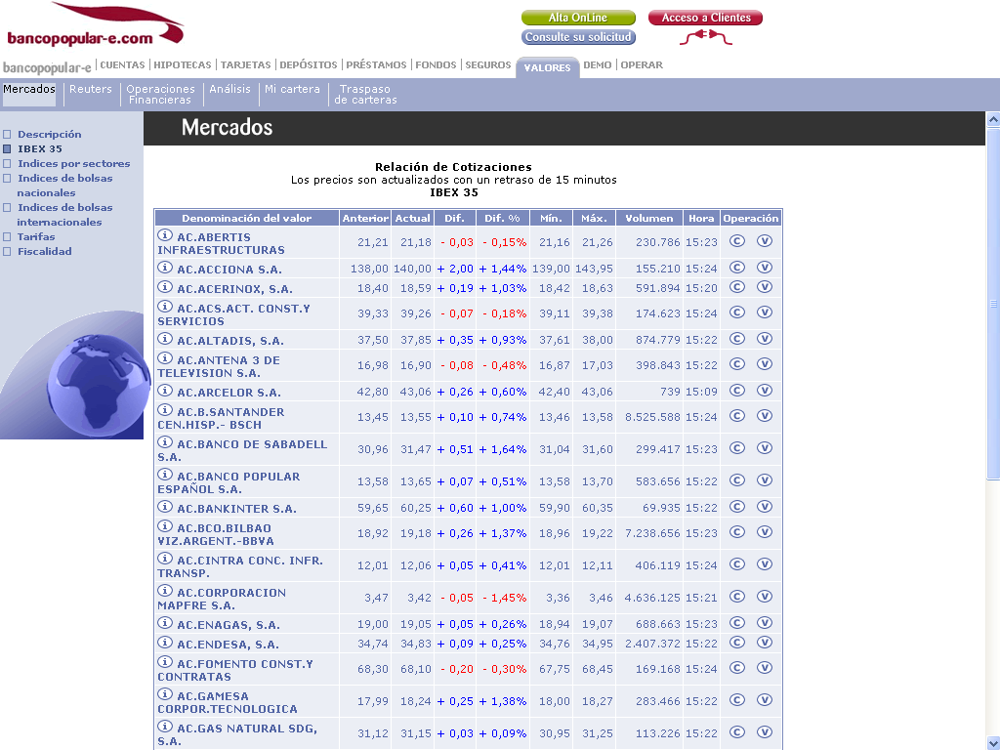 bancopopular-e.com
Alta OnLine
Acceso a Clientes
Consulte su solicitud
bancopopular-e CUENTAS HIPOTECAS TARJETAS DEPÓSITOS PRÉSTAMOS FONDOS SEGUROS VALORES DEMO OPERAR
Mercados Reuters Operaciones Financieras Análisis Mi cartera Traspaso de carteras
Mercados
Descripción
IBEX 35
Indices por sectores
Indices de bolsas
nacionales
Indices de bolsas
internacionales
Tarifas
Fiscalidad
Relación de Cotizaciones
Los precios son actualizados con un retraso de 15 minutos
IBEX 35
Denominación del valor Anterior Actual Dif. Dif. % Mín. Máx. Volumen Hora Operación
i AC.ABERTIS
INFRAESTRUCTURAS 21,21 21,18 - 0,03 - 0,15% 21,16 21,26 230.786 15:23 C V
i AC.ACCIONA S.A. 138,00 140,00 + 2,00 + 1,44% 139,00 143,95 155.210 15:24 C V
i AC.ACERINOX, S.A. 18,40 18,59 + 0,19 + 1,03% 18,42 18,63 591.894 15:20 C V
i AC.ACS.ACT. CONST.Y
SERVICIOS 39,33 39,26 - 0,07 - 0,18% 39,11 39,38 174.623 15:24 C V
i AC.ALTADIS, S.A. 37,50 37,85 + 0,35 + 0,93% 37,61 38,00 874.779 15:22 C V
i AC.ANTENA 3 DE
TELEVISION S.A. 16,98 16,90 - 0,08 - 0,48% 16,87 17,03 398.843 15:22 C V
i AC.ARCELOR S.A. 42,80 43,06 + 0,26 + 0,60% 42,40 43,06 739 15:09 C V
i AC.B.SANTANDER
CEN.HISP.- BSCH 13,45 13,55 + 0,10 + 0,74% 13,46 13,58 8.525.588 15:24 C V
i AC.BANCO DE SABADELL
S.A. 30,96 31,47 + 0,51 + 1,64% 31,04 31,60 299.417 15:23 C V
i AC.BANCO POPULAR
ESPAÑOL S.A. 13,58 13,65 + 0,07 + 0,51% 13,58 13,70 583.656 15:22 C V
i AC.BANKINTER S.A. 59,65 60,25 + 0,60 + 1,00% 59,90 60,35 69.935 15:22 C V
i AC.BCO.BILBAO
VIZ.ARGENT.-BBVA 18,92 19,18 + 0,26 + 1,37% 18,96 19,22 7.238.656 15:23 C V
i AC.CINTRA CONC. INFR.
TRANSP. 12,01 12,06 + 0,05 + 0,41% 12,01 12,11 406.119 15:24 C V
i AC.CORPORACION
MAPFRE S.A. 3,47 3,42 - 0,05 - 1,45% 3,36 3,46 4.636.125 15:21 C V
i AC.ENAGAS, S.A. 19,00 19,05 + 0,05 + 0,26% 18,94 19,07 688.663 15:23 C V
i AC.ENDESA, S.A. 34,74 34,83 + 0,09 + 0,25% 34,76 34,95 2.407.372 15:22 C V
i AC.FOMENTO CONST.Y
CONTRATAS 68,30 68,10 - 0,20 - 0,30% 67,75 68,45 169.168 15:24 C V
i AC.GAMESA
CORPOR.TECNOLOGICA 17,99 18,24 + 0,25 + 1,38% 18,00 18,27 283.466 15:22 C V
i AC.GAS NATURAL SDG,
S.A. 31,12 31,15 + 0,03 + 0,09% 30,95 31,25 113.226 15:22 C V